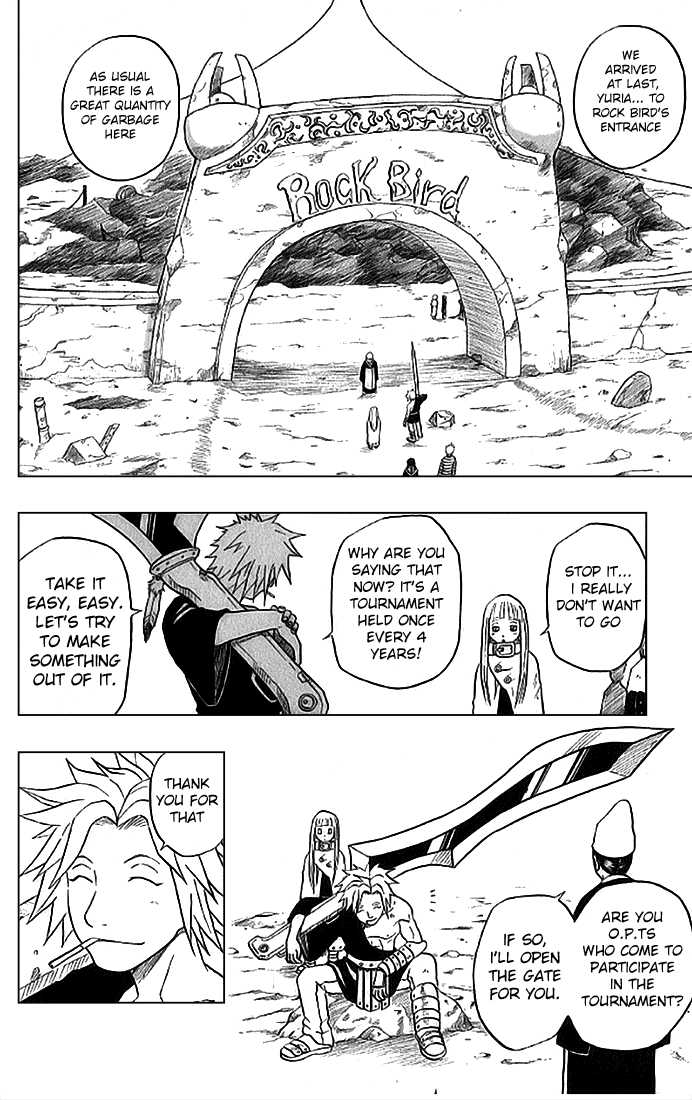 WE
ARRIVED
AT LAST,
YURIA... TO
ROCK BIRD'S
ENTRANCE
AS USUAL
THERE IS A
GREAT QUANTITY
OF GARBAGE
HERE
ROCK BIRD
STOP IT...
I REALLY
DON'T WANT
TO GO
WHY ARE YOU
SAYING THAT
NOW? IT'S A
TOURNAMENT
HELD ONCE
EVERY 4
YEARS!
TAKE IT
EASY, EASY.
LET'S TRY
TO MAKE
SOMETHING
OUT OF IT.
ARE YOU
O.P.TS
WHO COME TO
PARTICIPATE
IN THE
TOURNAMENT?
IF SO,
I'LL OPEN
THE GATE
FOR YOU.
THANK
YOU FOR
THAT